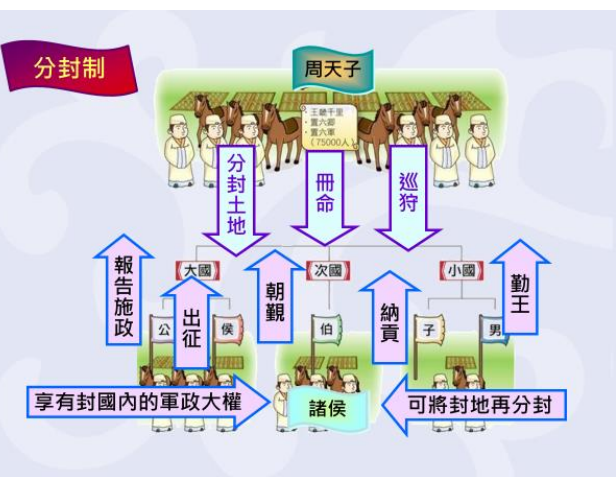 分封制
周天子
・王畿千里
・置六卿
・置六軍
(75000人)
分封土地
冊命
巡狩
報告施政
大國
出征
朝覲
次國
納貢
小國
勤王
公
侯
伯
子
男
享有封國內的軍政大權
諸侯
可將封地再分封